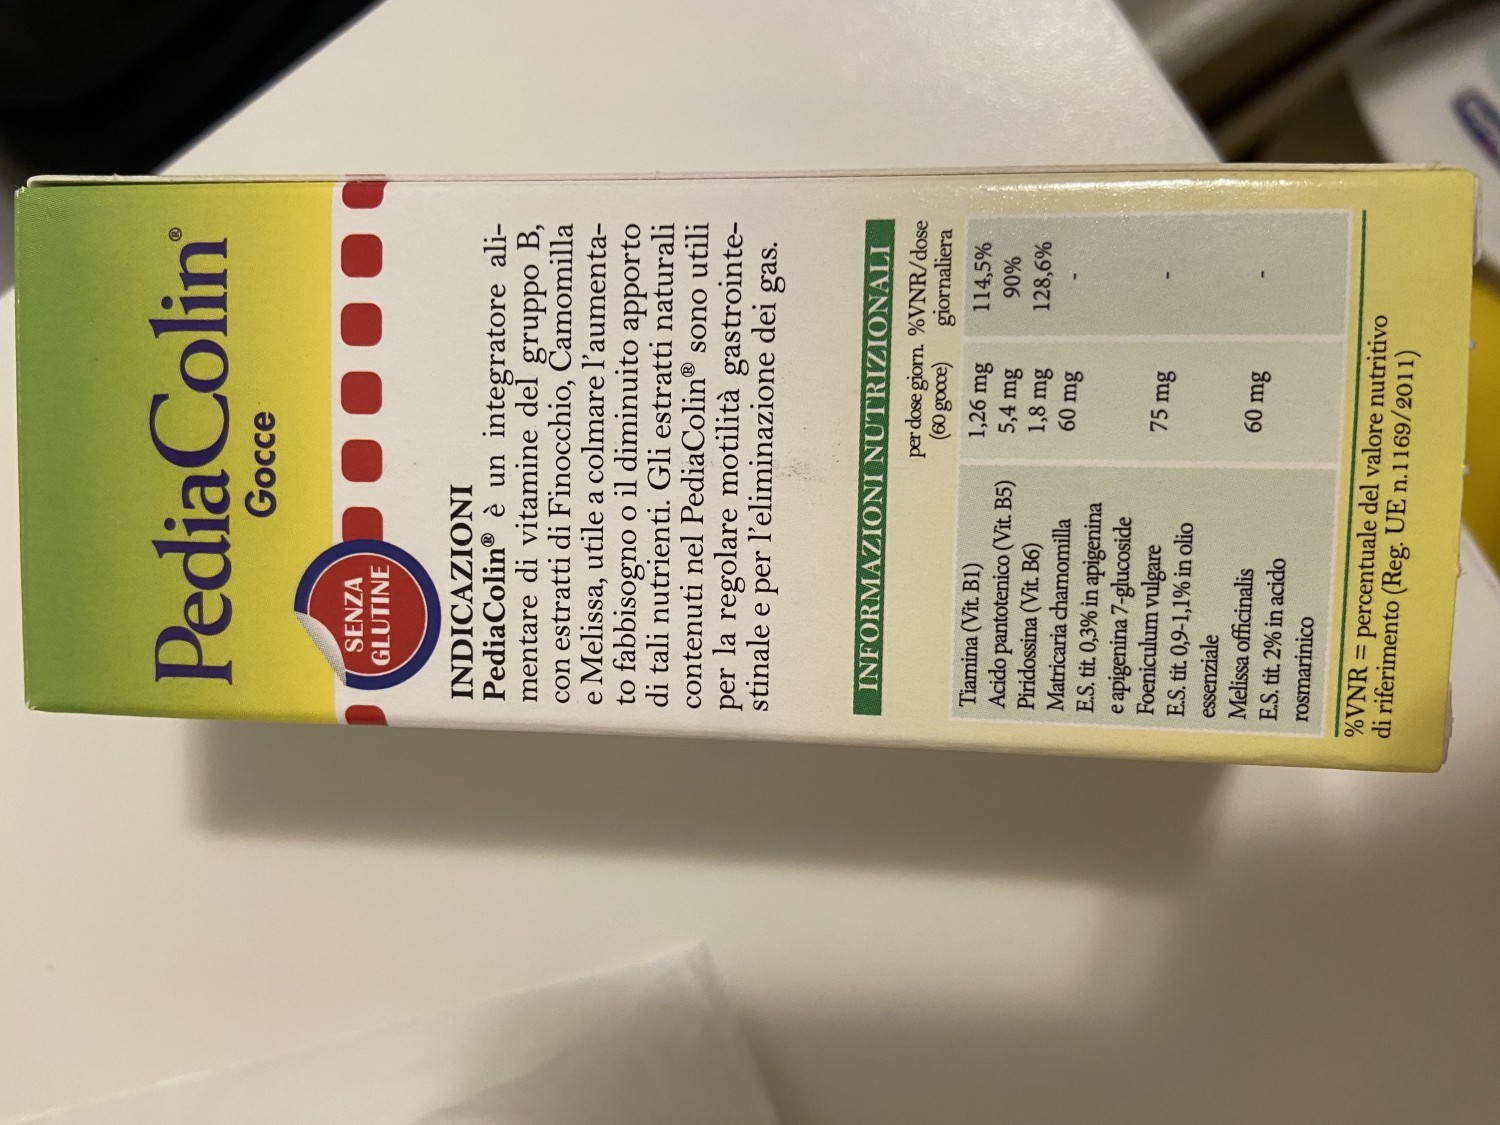 PediaColin®
Gocce
SENZA
GLUTINE
INDICAZIONI
PediaColin® è un integratore ali-
mentare di vitamine del gruppo B,
con estratti di Finocchio, Camomilla
e Melissa, utile a colmare l'aumenta-
to fabbisogno o il diminuito apporto
di tali nutrienti. Gli estratti naturali
contenuti nel PediaColin® sono utili
per la regolare motilità gastrointe-
stinale e per l'eliminazione dei gas.
INFORMAZIONI NUTRIZIONALI
per dose giorn. %VNR/dose
(60 gocce) giornaliera
Tiamina (Vit. B1) 1,26 mg 114,5%
Acido pantotenico (Vit. B5) 5,4 mg 90%
Piridossina (Vit. B6) 1,8 mg 128,6%
Matricaria chamomilla 60 mg -
E.S. tit. 0,3% in apigenina
e apigenina 7-glucoside
Foeniculum vulgare 75 mg -
E.S. tit. 0,9-1,1% in olio
essenziale
Melissa officinalis 60 mg -
E.S. tit. 2% in acido
rosmarinico
%VNR = percentuale del valore nutritivo
di riferimento (Reg. UE n.1169/2011)